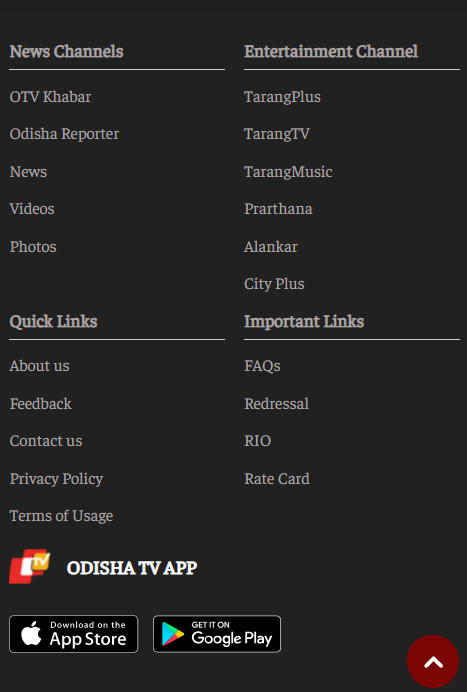 News Channels
OTV Khabar
Odisha Reporter
News
Videos
Photos
Entertainment Channel
TarangPlus
TarangTV
TarangMusic
Prarthana
Alankar
City Plus
Quick Links
About us
Feedback
Contact us
Privacy Policy
Terms of Usage
Important Links
FAQs
Redressal
RIO
Rate Card
TV
ODISHA TV APP
Download on the
App Store
GET IT ON
Google Play